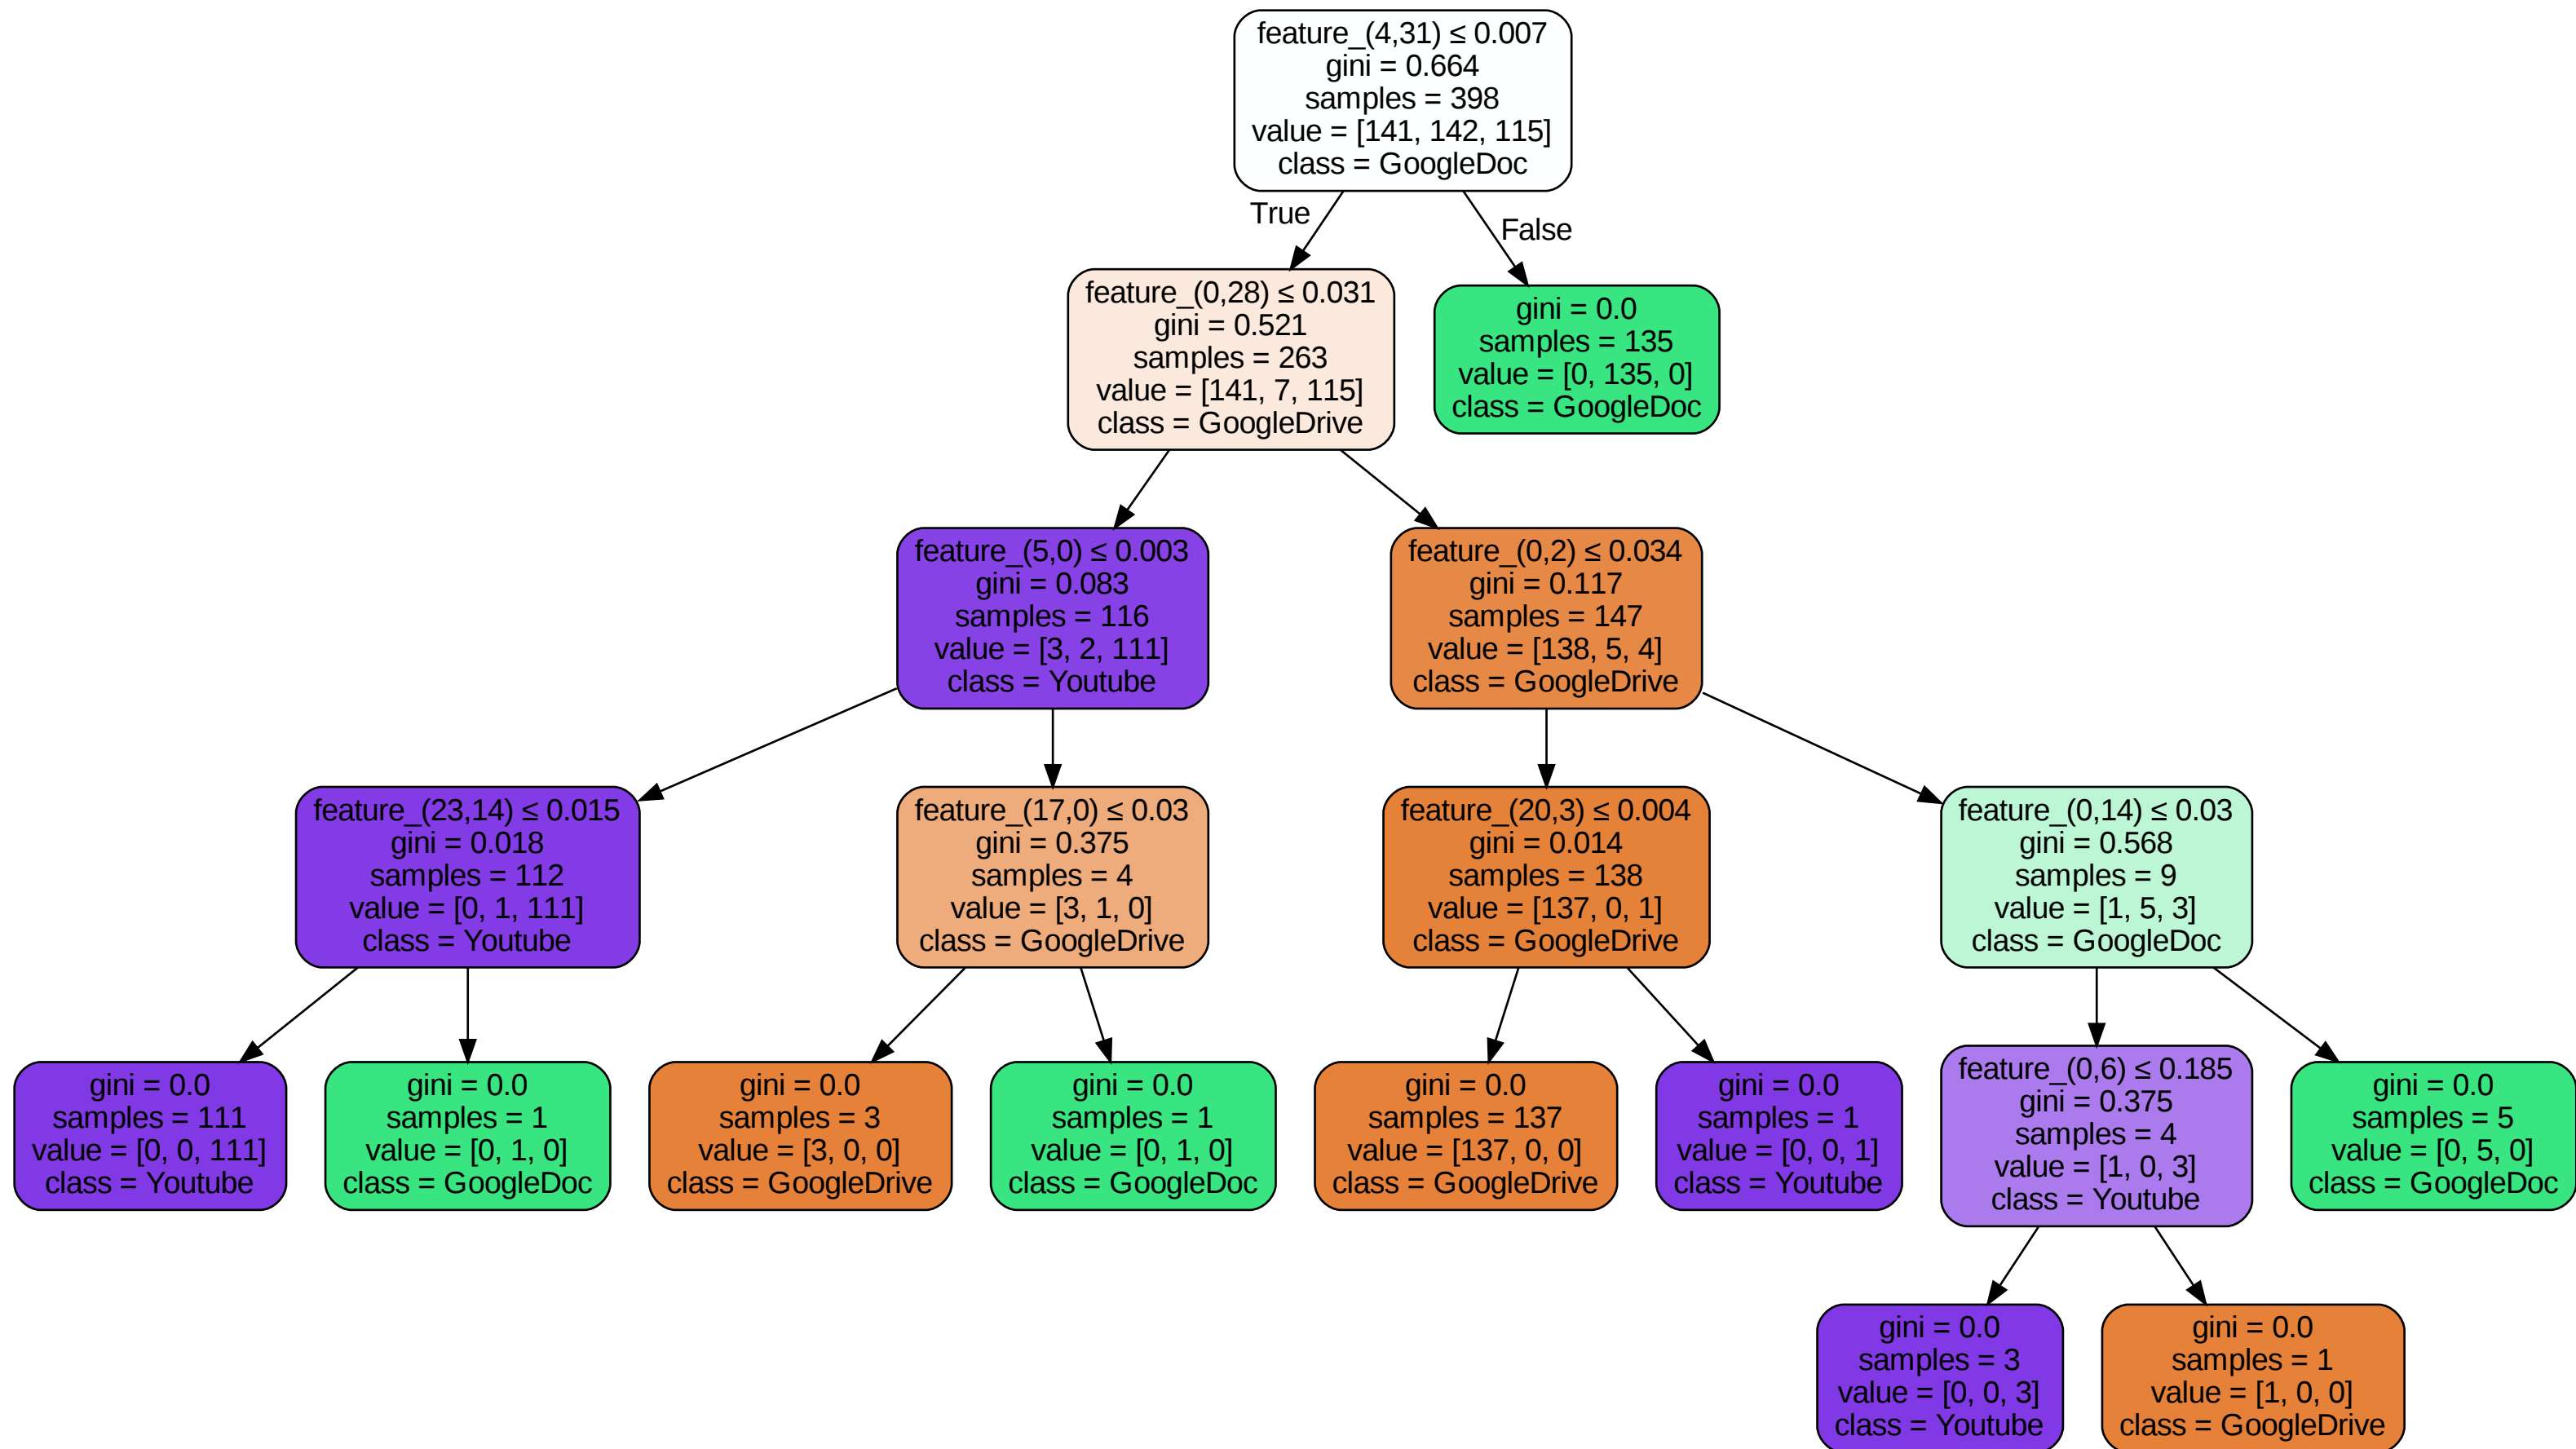 feature_(4,31) ≤ 0.007
gini = 0.664
samples = 398
value = [141, 142, 115]
class = GoogleDoc
True
False
feature_(0,28) ≤ 0.031
gini = 0.521
samples = 263
value = [141, 7, 115]
class = GoogleDrive
gini = 0.0
samples = 135
value = [0, 135, 0]
class = GoogleDoc
feature_(5,0) ≤ 0.003
gini = 0.083
samples = 116
value = [3, 2, 111]
class = Youtube
feature_(0,2) ≤ 0.034
gini = 0.117
samples = 147
value = [138, 5, 4]
class = GoogleDrive
feature_(23,14) ≤ 0.015
gini = 0.018
samples = 112
value = [0, 1, 111]
class = Youtube
feature_(17,0) ≤ 0.03
gini = 0.375
samples = 4
value = [3, 1, 0]
class = GoogleDrive
feature_(20,3) ≤ 0.004
gini = 0.014
samples = 138
value = [137, 0, 1]
class = GoogleDrive
feature_(0,14) ≤ 0.03
gini = 0.568
samples = 9
value = [1, 5, 3]
class = GoogleDoc
gini = 0.0
samples = 111
value = [0, 0, 111]
class = Youtube
gini = 0.0
samples = 1
value = [0, 1, 0]
class = GoogleDoc
gini = 0.0
samples = 3
value = [3, 0, 0]
class = GoogleDrive
gini = 0.0
samples = 1
value = [0, 1, 0]
class = GoogleDoc
gini = 0.0
samples = 137
value = [137, 0, 0]
class = GoogleDrive
gini = 0.0
samples = 1
value = [0, 0, 1]
class = Youtube
feature_(0,6) ≤ 0.185
gini = 0.375
samples = 4
value = [1, 0, 3]
class = Youtube
gini = 0.0
samples = 5
value = [0, 5, 0]
class = GoogleDoc
gini = 0.0
samples = 3
value = [0, 0, 3]
class = Youtube
gini = 0.0
samples = 1
value = [1, 0, 0]
class = GoogleDrive